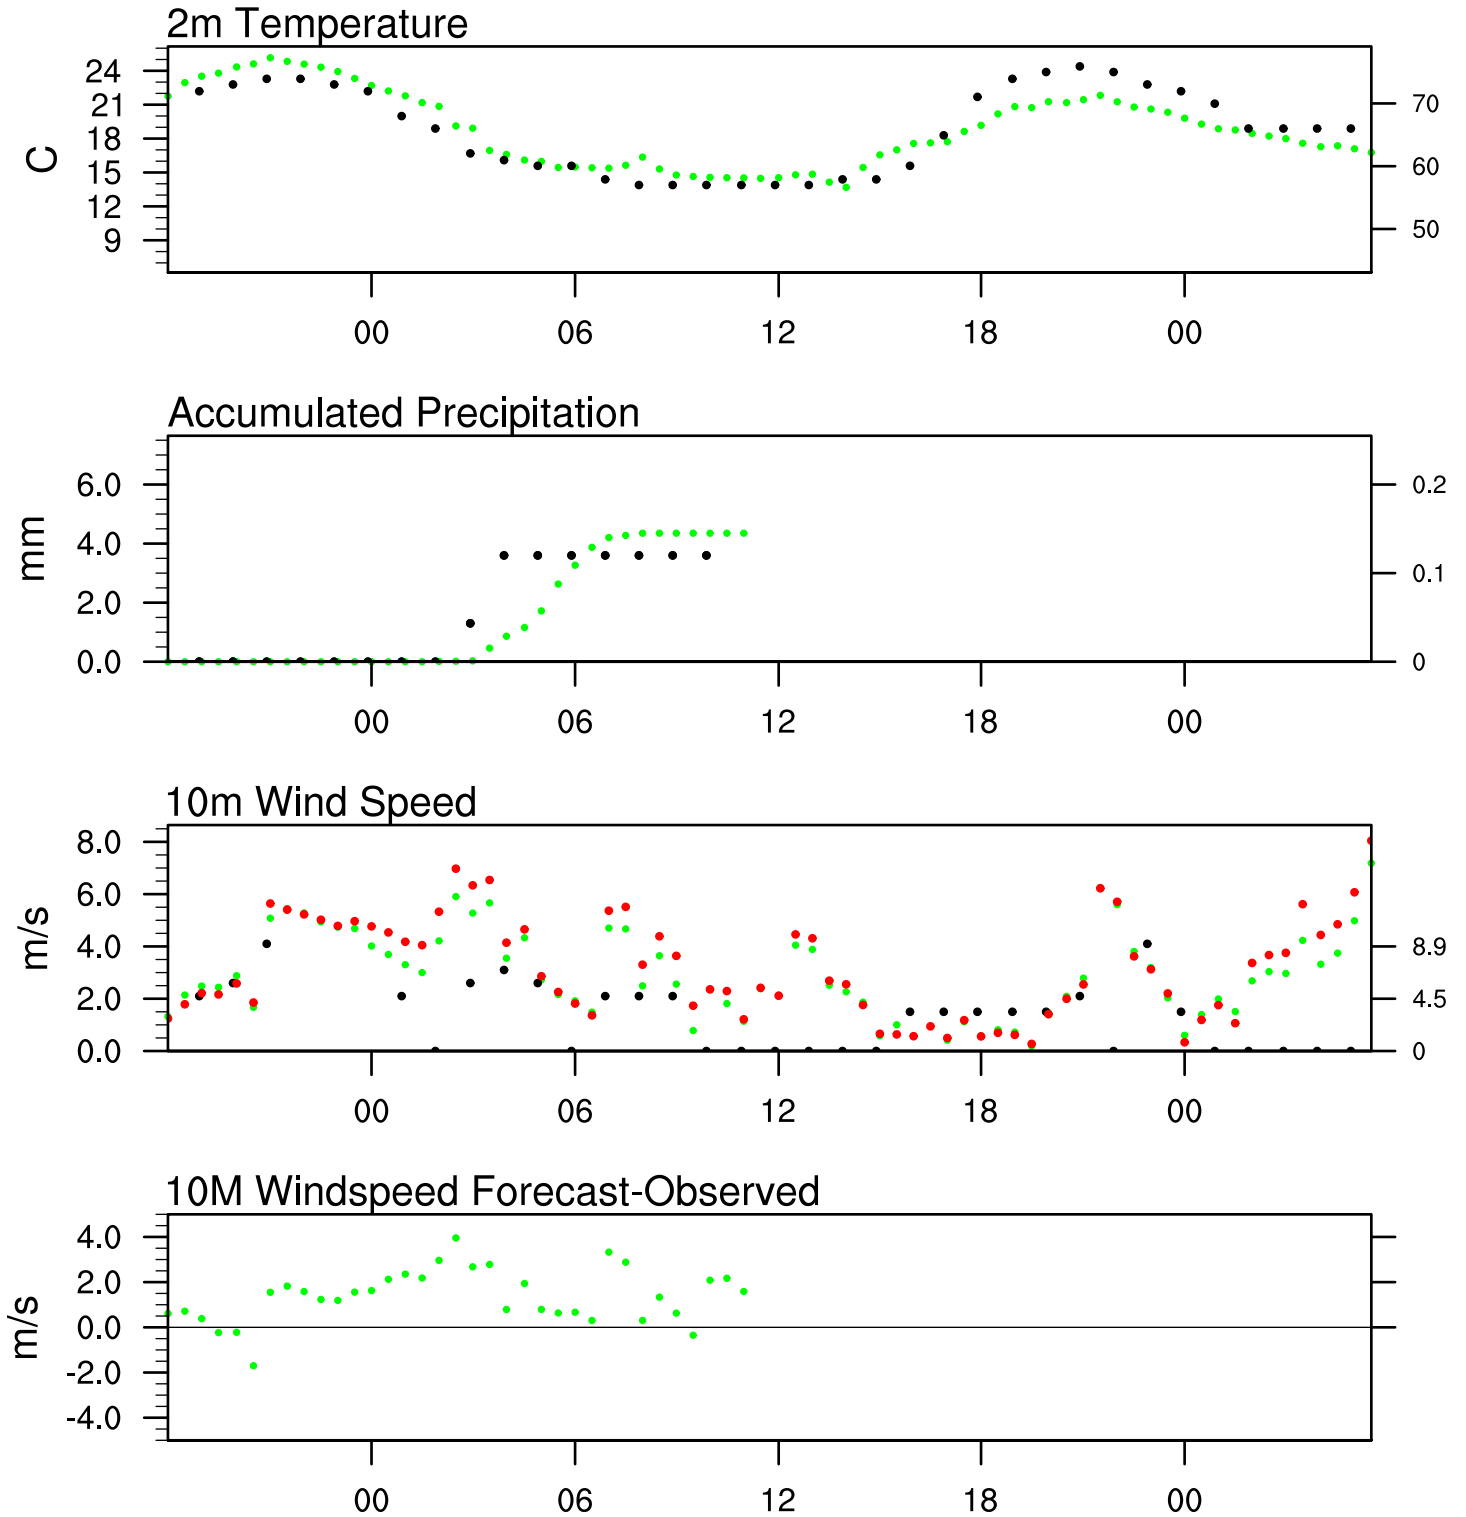 2m Temperature
24
21
18
15
12
9
C
70
60
50
00 06 12 18 00
Accumulated Precipitation
6.0
4.0
2.0
0.0
mm
0.2
0.1
0
00 06 12 18 00
10m Wind Speed
8.0
6.0
4.0
2.0
0.0
m/s
8.9
4.5
0
00 06 12 18 00
10M Windspeed Forecast-Observed
4.0
2.0
0.0
-2.0
-4.0
m/s
00 06 12 18 00